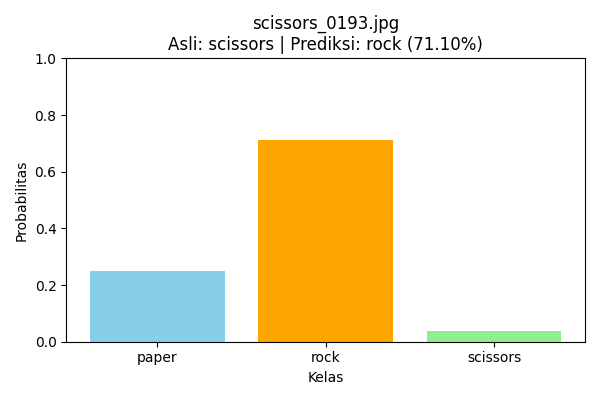 scissors_0193.jpg
Asli: scissors | Prediksi: rock (71.10%)
1.0
0.8
0.6
0.4
0.2
0.0
Probabilitas
paper rock scissors
Kelas